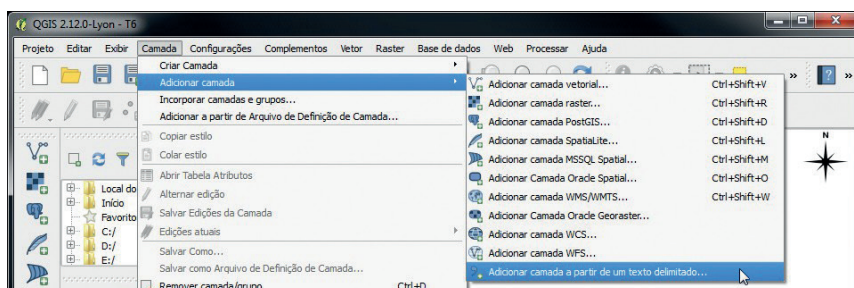 QGIS 2.12.0-Lyon - T6
Projeto Editar Exibir Camada Configurações Complementos Vetor Raster Base de dados Web Processar Ajuda
Criar Camada
Adicionar camada
Incorporar camadas e grupos...
Adicionar a partir de Arquivo de Definição de Camada...
Copiar estilo
Colar estilo
Abrir Tabela Atributos
Alternar edição
Salvar Edições da Camada
Edições atuais
Salvar Como...
Salvar como Arquivo de Definição de Camada...
Remover camada/grupo Ctrl+D
Adicionar camada vetorial... Ctrl+Shift+V
Adicionar camada raster... Ctrl+Shift+R
Adicionar camada PostGIS... Ctrl+Shift+D
Adicionar camada SpatiaLite... Ctrl+Shift+L
Adicionar camada MSSQL Spatial... Ctrl+Shift+M
Adicionar Camada Oracle Spatial... Ctrl+Shift+O
Adicionar camada WMS/WMTS... Ctrl+Shift+W
Adicionar Camada Oracle Georaster...
Adicionar camada WCS...
Adicionar camada WFS...
Adicionar camada a partir de um texto delimitado...
Local do
Início
Favorito
C:/
D:/
E:/
N